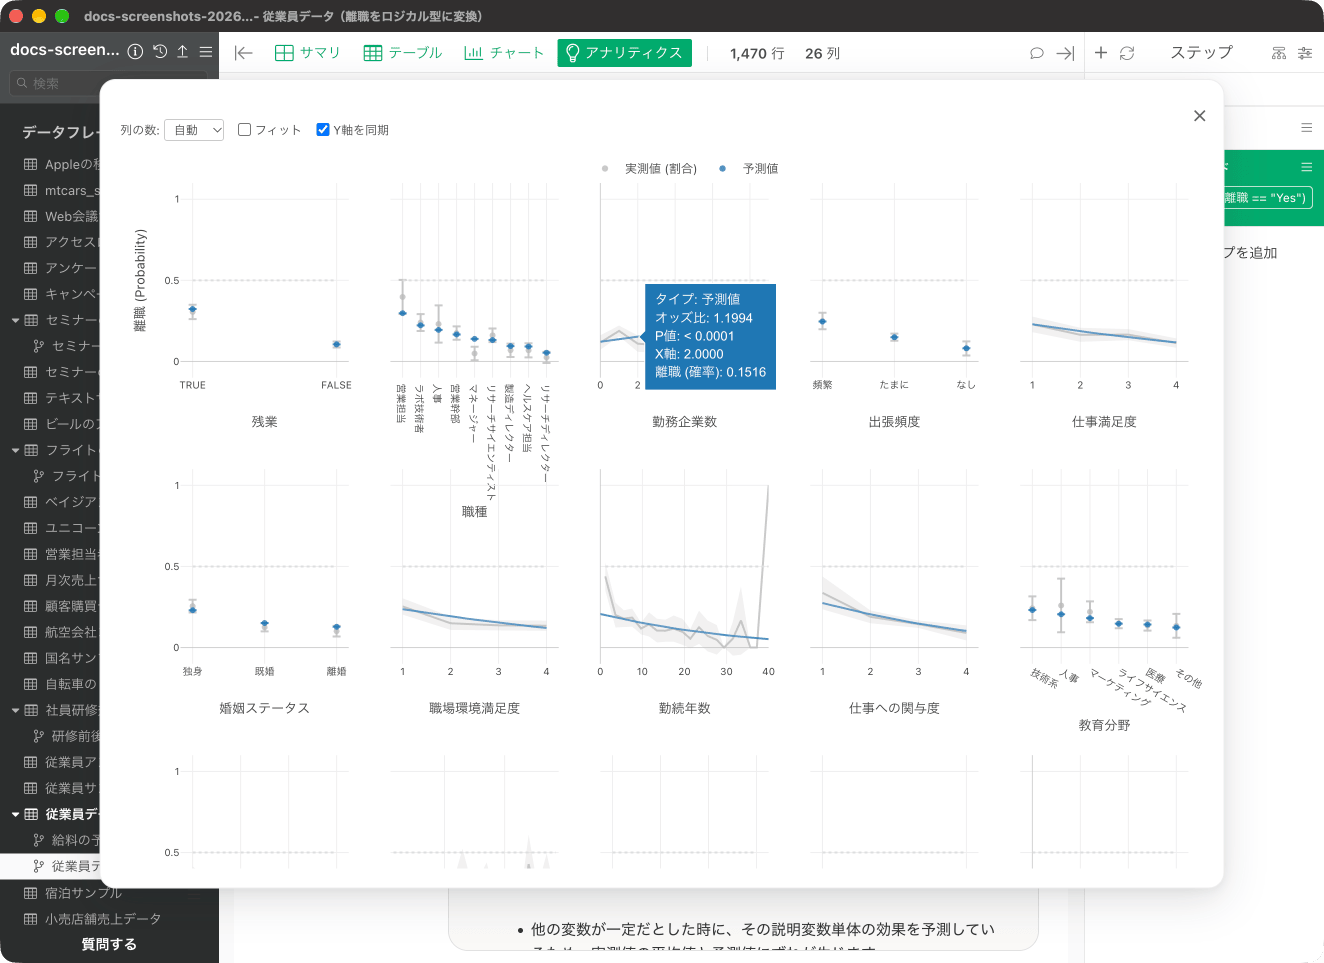 docs-screenshots-2026...- 従業員データ（離職をロジカル型に変換）
docs-screen...
サマリ
テーブル
チャート
アナリティクス
1,470 行
26 列
ステップ
検索
データフレー
Appleの
mtcars_s
Web会議
アクセス
アンケー
キャンペ
セミナー
セミナー
セミナー
テキスト
ビールの
フライト
フライト
ベイジア
ユニコー
営業担当
月次売上
顧客購買
航空会社
国名サン
自転車の
社員研修
研修前後
従業員ア
従業員サ
従業員デ
給料の予
従業員デ
宿泊サンプル
小売店舗売上データ
質問する
離職 == "Yes")
プを追加
列の数:
自動
フィット
Y軸を同期
実測値 (割合)
予測値
離職 (Probability)
1
0.5
0
TRUE
FALSE
残業
営業担当
ラボ技術者
人事
営業幹部
マネージャー
リサーチサイエンティスト
製造ディレクター
ヘルスケア担当
リサーチディレクター
職種
タイプ: 予測値
オッズ比: 1.1994
P値: < 0.0001
X軸: 2.0000
離職 (確率): 0.1516
0
2
勤務企業数
頻繁
たまに
なし
出張頻度
1
2
3
4
仕事満足度
1
0.5
0
独身
既婚
離婚
婚姻ステータス
1
2
3
4
職場環境満足度
0
10
20
30
40
勤続年数
1
2
3
4
仕事への関与度
技術系
人事
マーケティング
ライフサイエンス
医療
その他
教育分野
1
0.5
他の変数が一定だとした時に、その説明変数単体の効果を予測してい